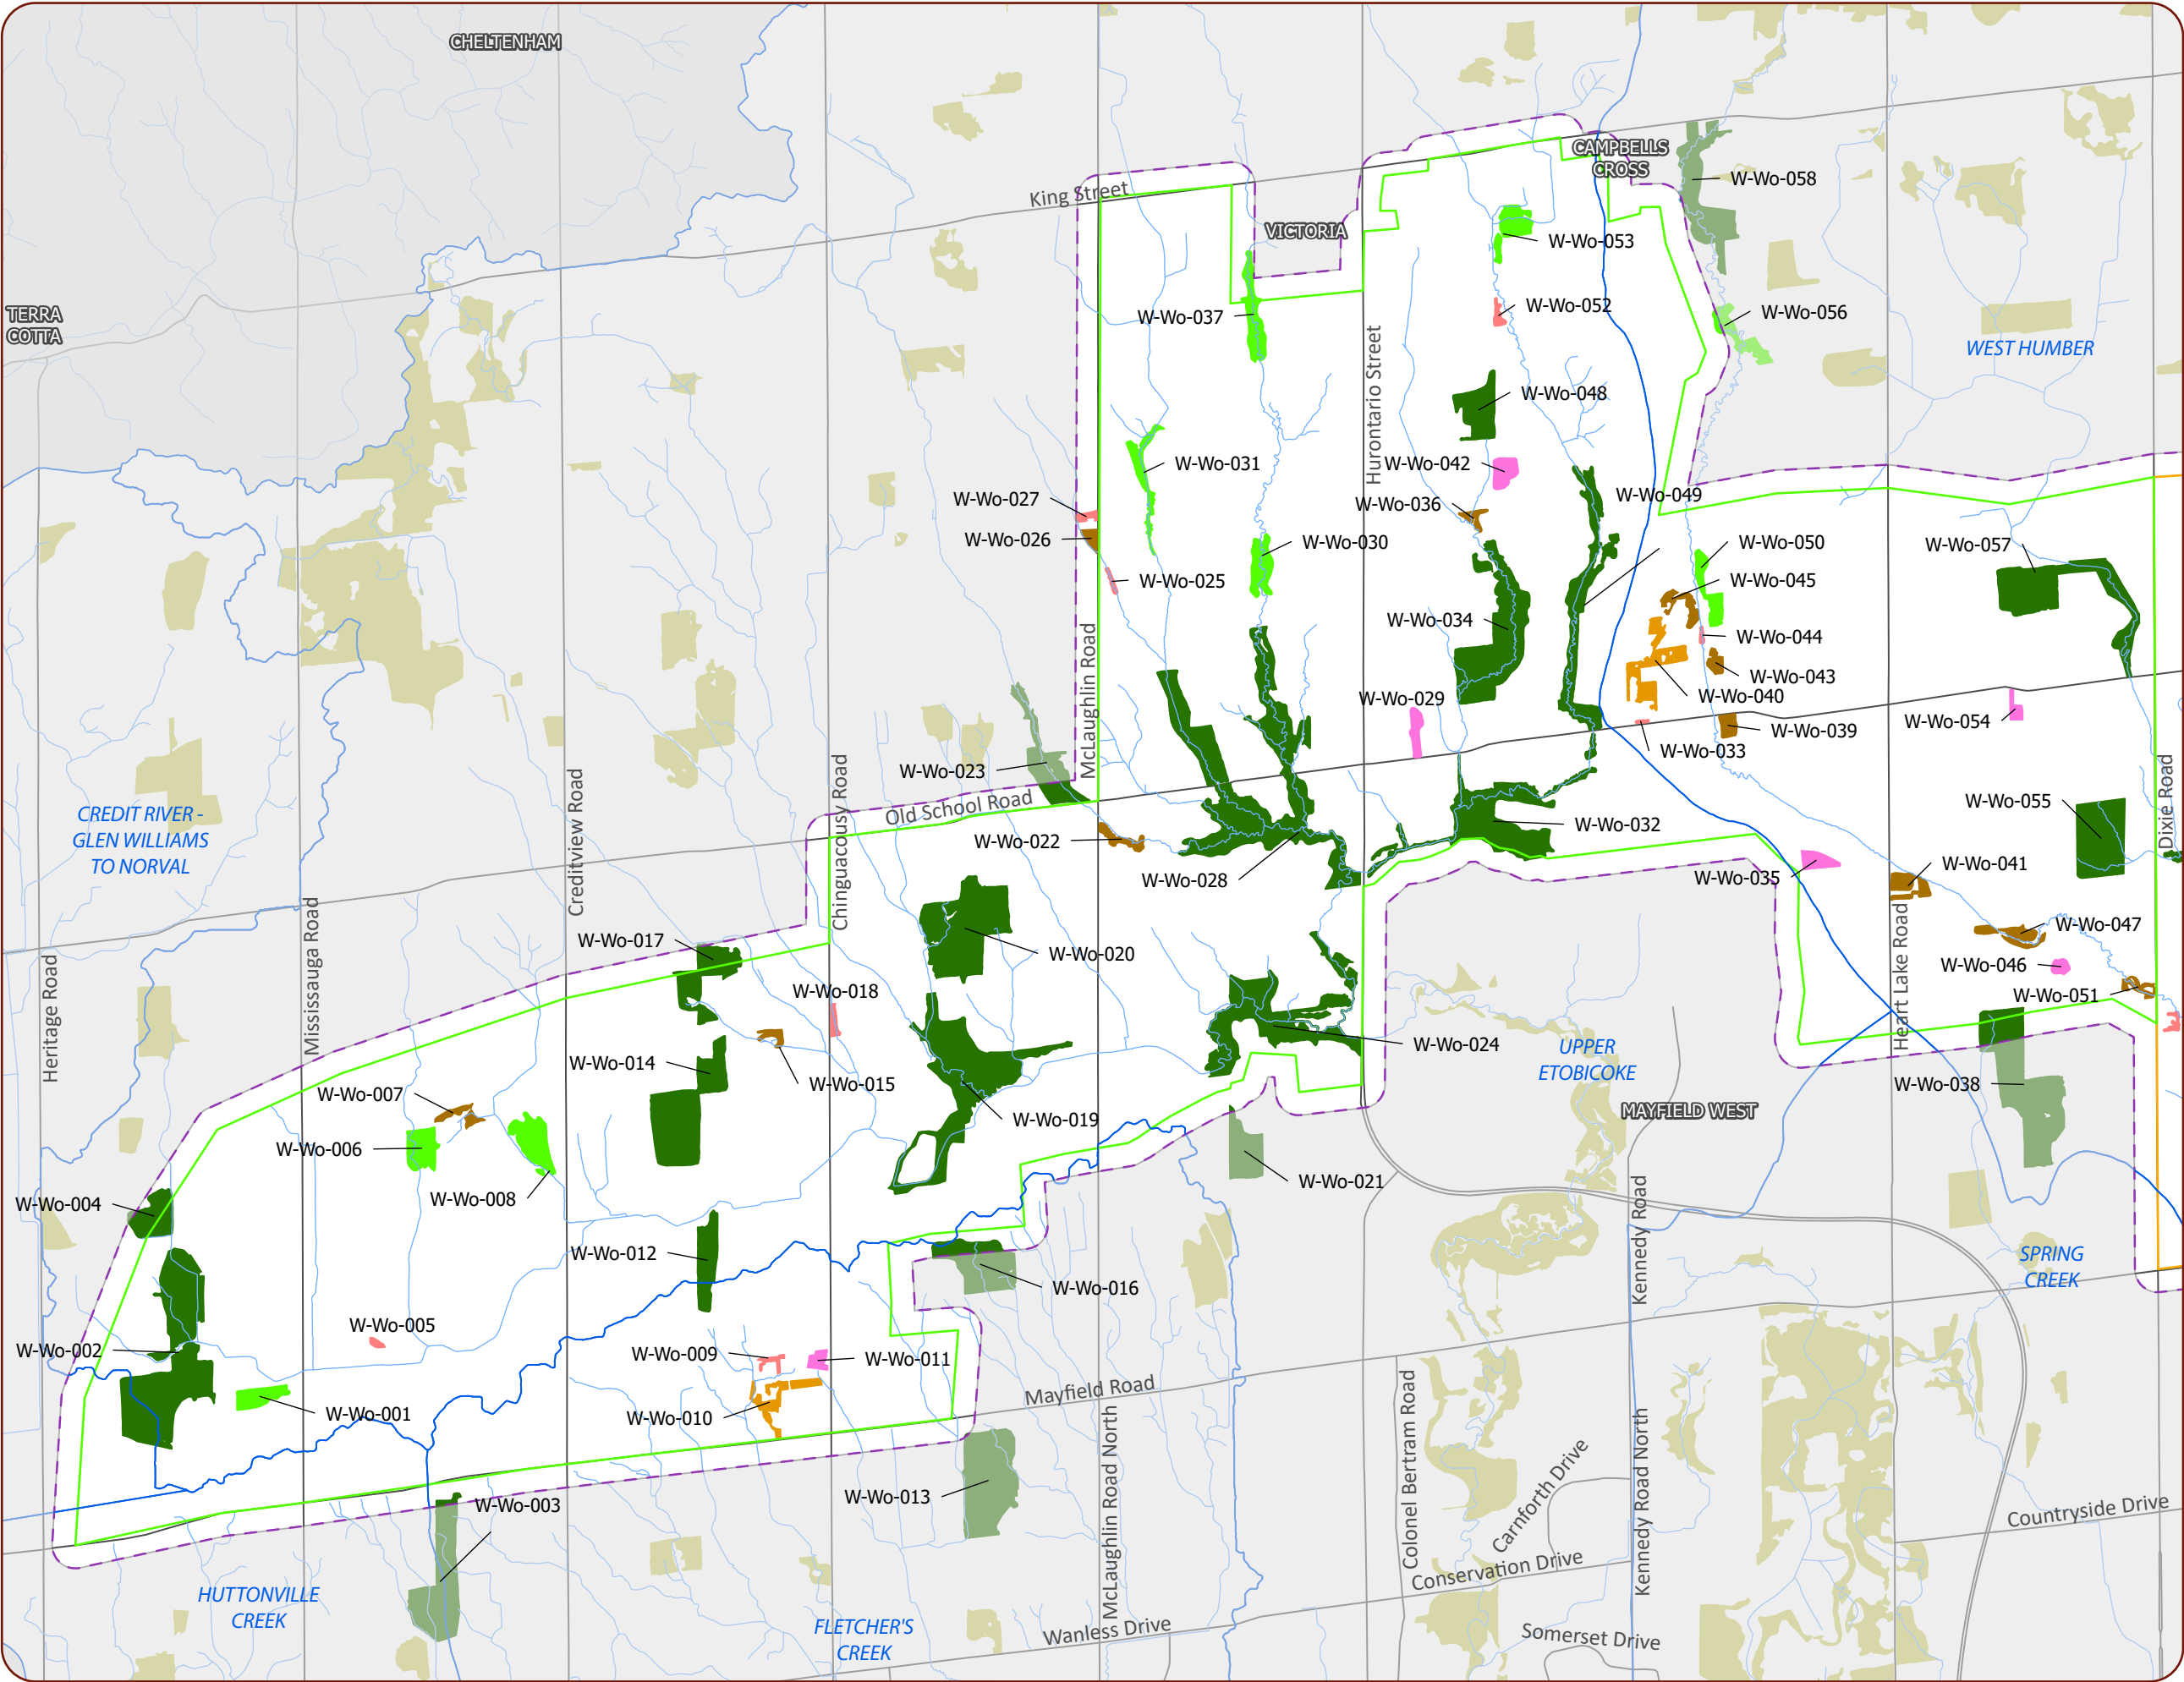 CHELTENHAM
CAMPBELLS
CROSS
W-Wo-058
King Street
VICTORIA
W-Wo-053
TERRA
COTTA
W-Wo-037
W-Wo-052
W-Wo-056
WEST HUMBER
Hurontario Street
W-Wo-048
W-Wo-031
W-Wo-042
W-Wo-027
W-Wo-036
W-Wo-049
W-Wo-026
W-Wo-030
W-Wo-050
W-Wo-057
W-Wo-025
W-Wo-045
W-Wo-034
W-Wo-044
McLaughlin Road
W-Wo-043
W-Wo-029
W-Wo-040
W-Wo-054
W-Wo-039
W-Wo-033
W-Wo-023
Old School Road
Dixie Road
W-Wo-055
CREDIT RIVER -
GLEN WILLIAMS
TO NORVAL
Creditview Road
Chinguacousy Road
W-Wo-022
W-Wo-032
W-Wo-028
W-Wo-035
W-Wo-041
Mississauga Road
W-Wo-017
W-Wo-020
Heart Lake Road
W-Wo-047
Heritage Road
W-Wo-018
W-Wo-046
W-Wo-051
W-Wo-014
W-Wo-024
UPPER
ETOBICOKE
W-Wo-015
W-Wo-038
W-Wo-007
W-Wo-019
MAYFIELD WEST
W-Wo-006
W-Wo-021
W-Wo-008
W-Wo-004
Kennedy Road
W-Wo-012
SPRING
CREEK
W-Wo-016
W-Wo-005
W-Wo-002
W-Wo-009
W-Wo-011
W-Wo-001
W-Wo-010
Mayfield Road
Colonel Bertram Road
McLaughlin Road North
Carnforth Drive
Kennedy Road North
W-Wo-013
W-Wo-003
Countryside Drive
Conservation Drive
HUTTONVILLE
CREEK
FLETCHER'S
CREEK
Wanless Drive
Somerset Drive